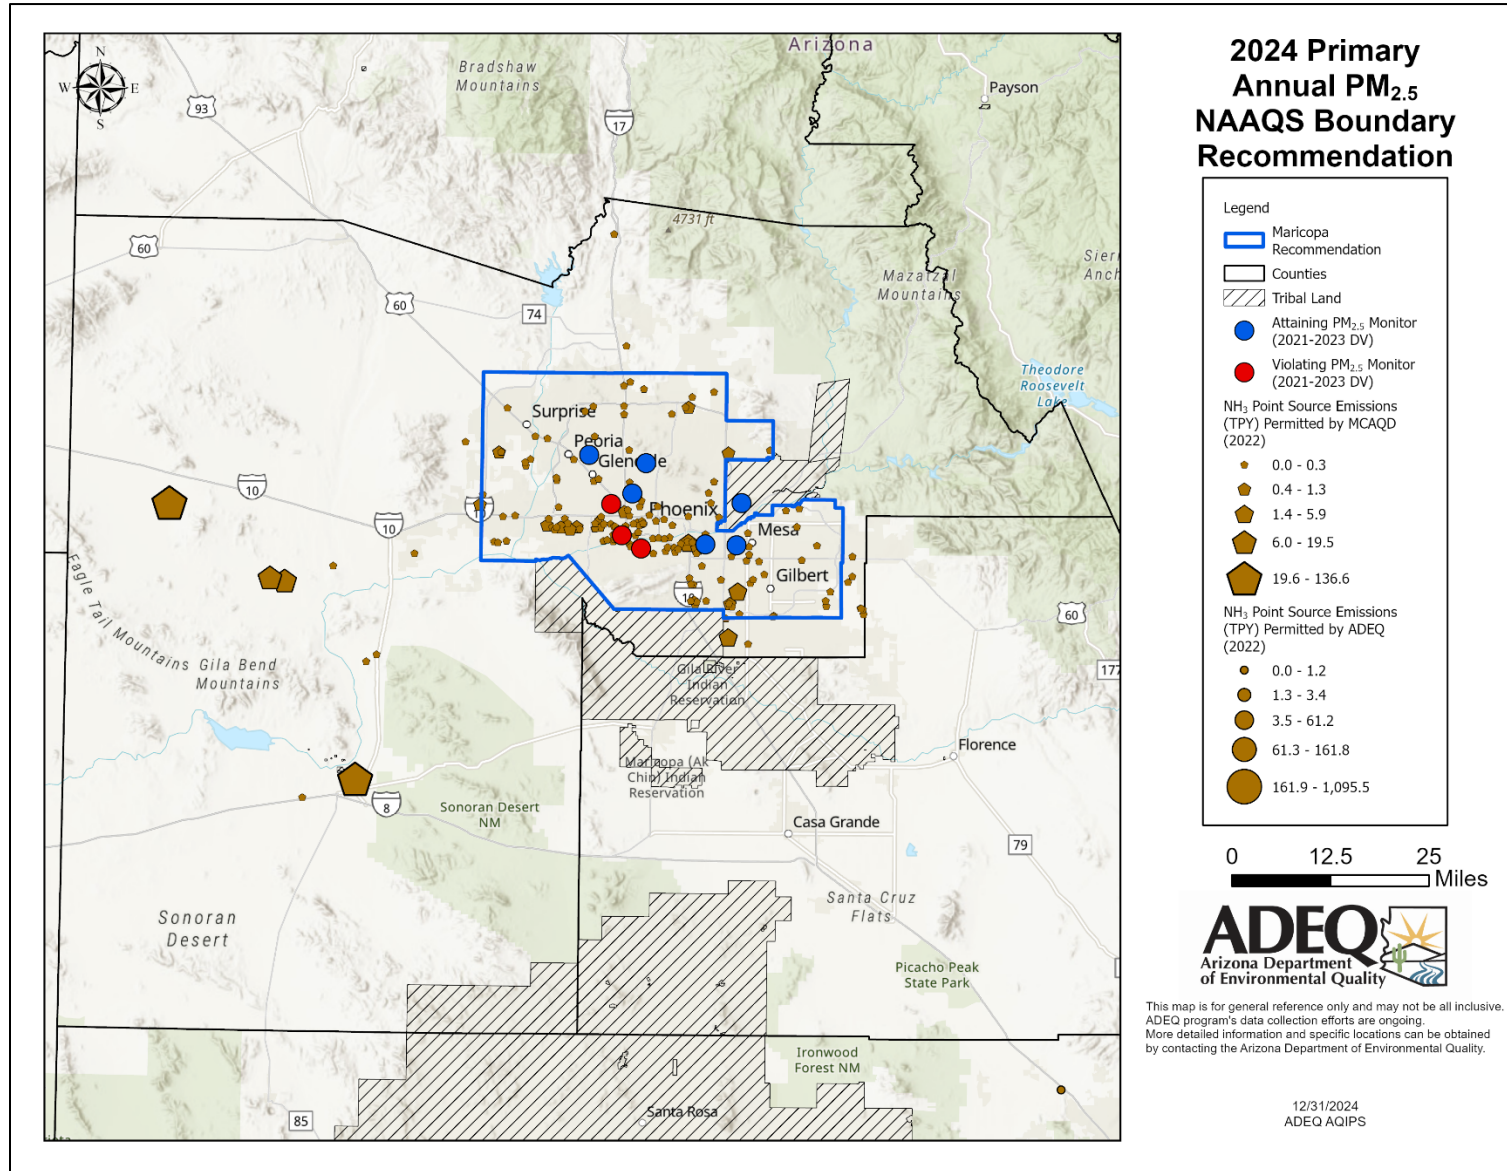 2024 Primary
Annual PM2.5
NAAQS Boundary
Recommendation
Legend
Maricopa
Recommendation
Counties
Tribal Land
Attaining PM2.5 Monitor
(2021-2023 DV)
Violating PM2.5 Monitor
(2021-2023 DV)
NH3 Point Source Emissions
(TPY) Permitted by MCAQD
(2022)
0.0 - 0.3
0.4 - 1.3
1.4 - 5.9
6.0 - 19.5
19.6 - 136.6
NH3 Point Source Emissions
(TPY) Permitted by ADEQ
(2022)
0.0 - 1.2
1.3 - 3.4
3.5 - 61.2
61.3 - 161.8
161.9 - 1,095.5
0 12.5 25
Miles
ADEQ
Arizona Department
of Environmental Quality
This map is for general reference only and may not be all inclusive.
ADEQ program's data collection efforts are ongoing.
More detailed information and specific locations can be obtained
by contacting the Arizona Department of Environmental Quality.
12/31/2024
ADEQ AQIPS
N
W E
S
Arizona
Bradshaw
Mountains
Payson
93
17
60
4731 ft
Mazatzal
Mountains
60
74
Theodore
Roosevelt
Lake
Surprise
Peoria
Glendale
10
10
Phoenix
Mesa
Gilbert
10
60
177
Eagle Tail Mountains
Gila Bend
Mountains
Gila River
Indian
Reservation
Florence
Maricopa (Ak
Chin) Indian
Reservation
8
Sonoran Desert
NM
Casa Grande
79
Santa Cruz
Flats
Sonoran
Desert
Picacho Peak
State Park
Ironwood
Forest NM
85
Santa Rosa